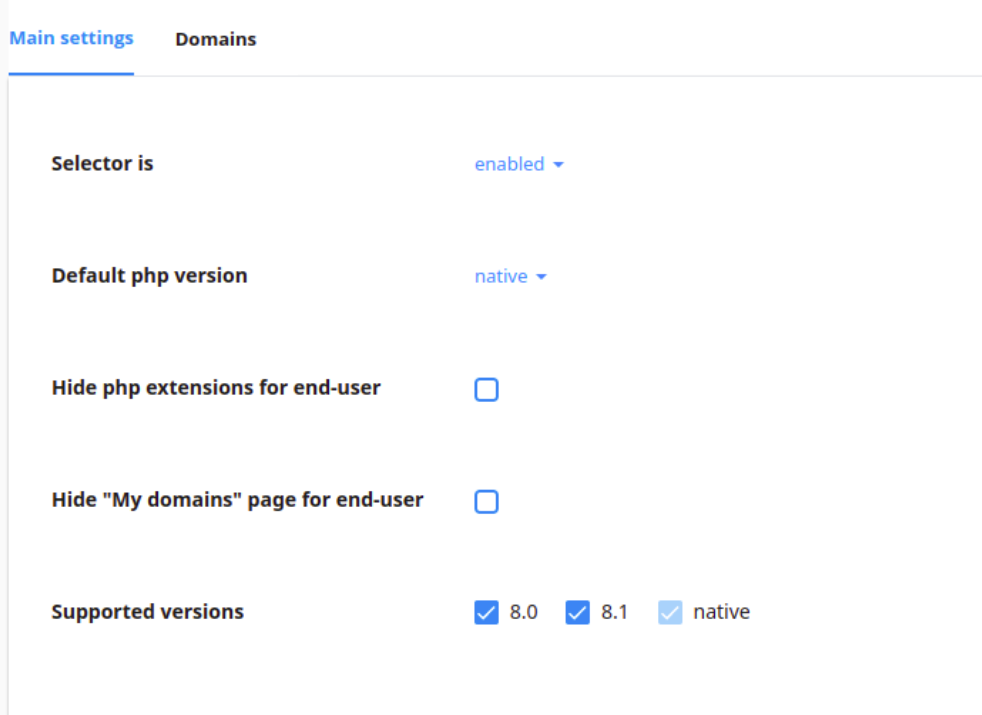 Main settings Domains
Selector is enabled
Default php version native
Hide php extensions for end-user
Hide "My domains" page for end-user
Supported versions 8.0 8.1 native